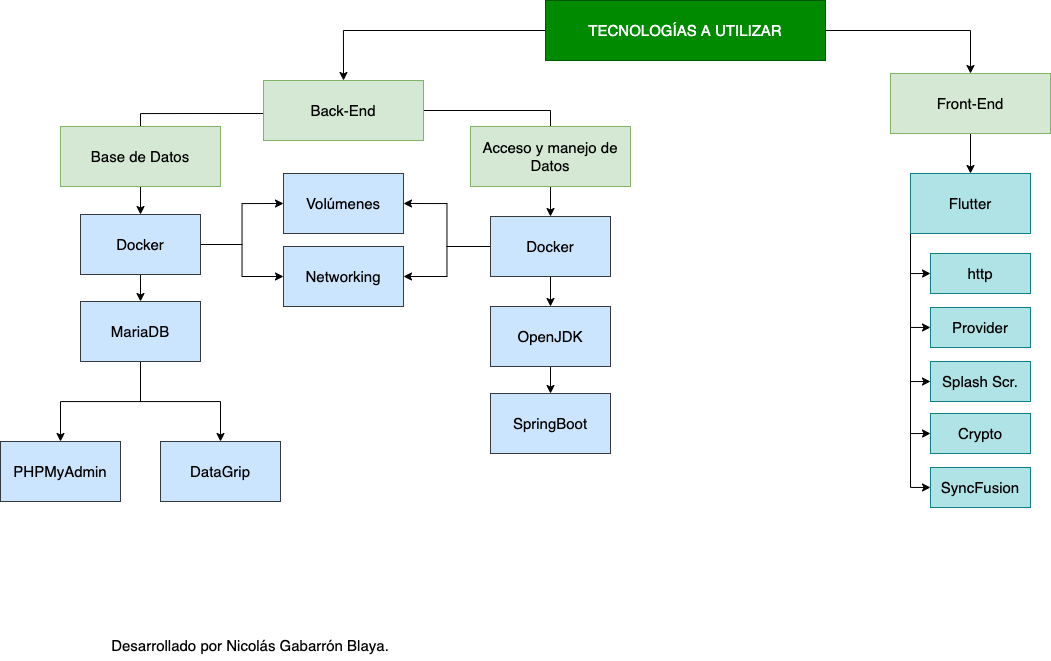 TECNOLOGÍAS A UTILIZAR
Back-End
Front-End
Base de Datos
Acceso y manejo de
Datos
Docker
Volúmenes
Networking
Docker
MariaDB
OpenJDK
PHPMyAdmin
DataGrip
SpringBoot
Flutter
http
Provider
Splash Scr.
Crypto
SyncFusion
Desarrollado por Nicolás Gabarrón Blaya.